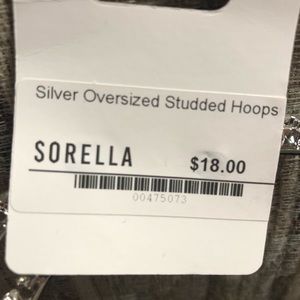 Silver Oversized Studded Hoops
SORELLA $18.00
00475073